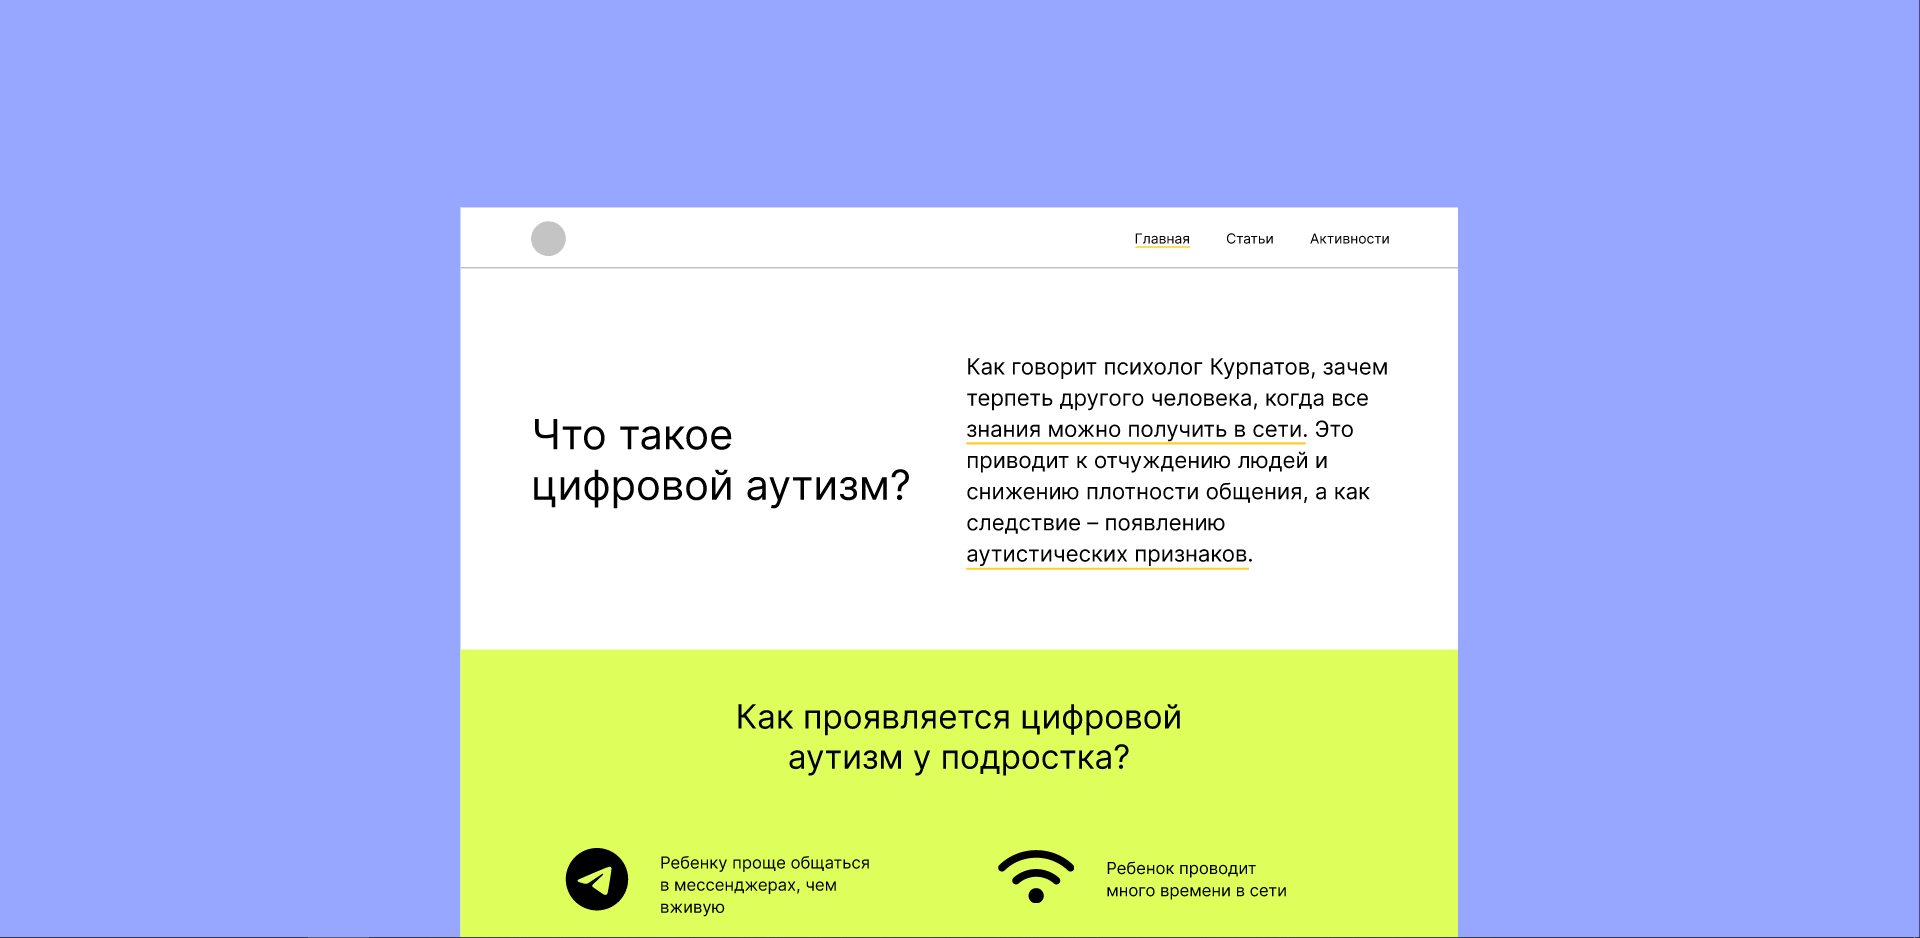 Главная Статьи Активности
Что такое
цифровой аутизм?
Как говорит психолог Курпатов, зачем
терпеть другого человека, когда все
знания можно получить в сети. Это
приводит к отчуждению людей и
снижению плотности общения, а как
следствие – появлению
аутистических признаков.
Как проявляется цифровой
аутизм у подростка?
Ребенку проще общаться
в мессенджерах, чем
вживую
Ребенок проводит
много времени в сети